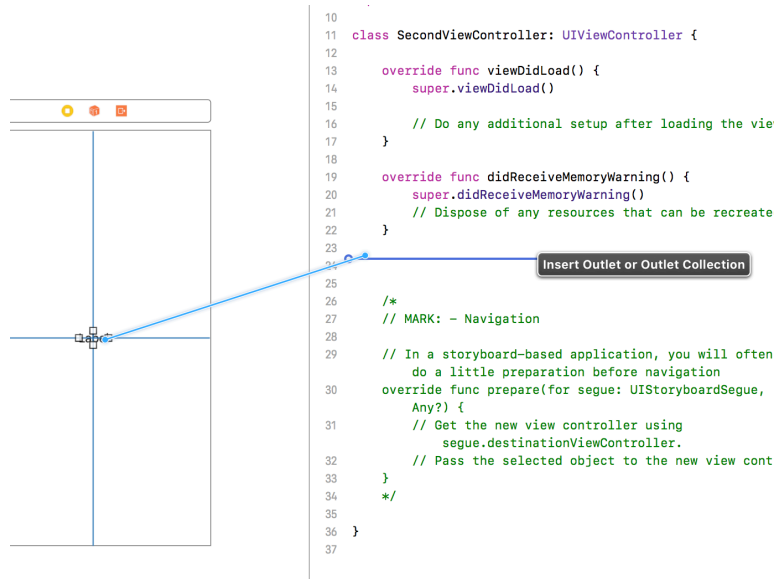 10
11 class SecondViewController: UIViewController {
12
13 override func viewDidLoad() {
14 super.viewDidLoad()
15
16 // Do any additional setup after loading the vie
17 }
18
19 override func didReceiveMemoryWarning() {
20 super.didReceiveMemoryWarning()
21 // Dispose of any resources that can be recreate
22 }
23
24
Insert Outlet or Outlet Collection
25
26 /*
27 // MARK: - Navigation
28
29 // In a storyboard-based application, you will often
do a little preparation before navigation
30 override func prepare(for segue: UIStoryboardSegue,
Any?) {
31 // Get the new view controller using
segue.destinationViewController.
32 // Pass the selected object to the new view cont
33 }
34 */
35
36 }
37
Label